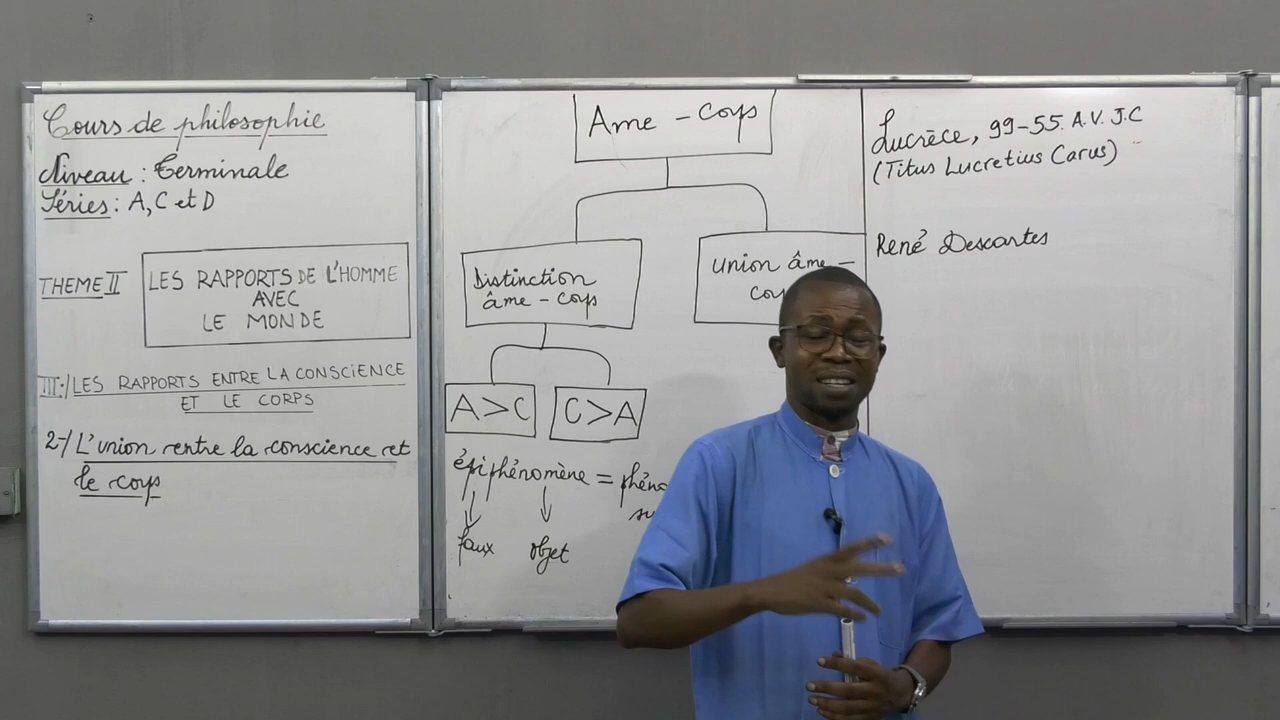 Cours de philosophie
Niveau : Terminale
Séries : A, C et D
THEME II
LES RAPPORTS DE L'HOMME
AVEC
LE MONDE
III-/ LES RAPPORTS ENTRE LA CONSCIENCE
ET LE CORPS
2-/ L'union entre la conscience et
le corps
Ame - Corps
Distinction
âme - corps
Union âme -
A > C
C > A
épiphénomène =
faux
objet
Lucrèce, 99-55. A.V. J.C
(Titus Lucretius Carus)
René Descartes